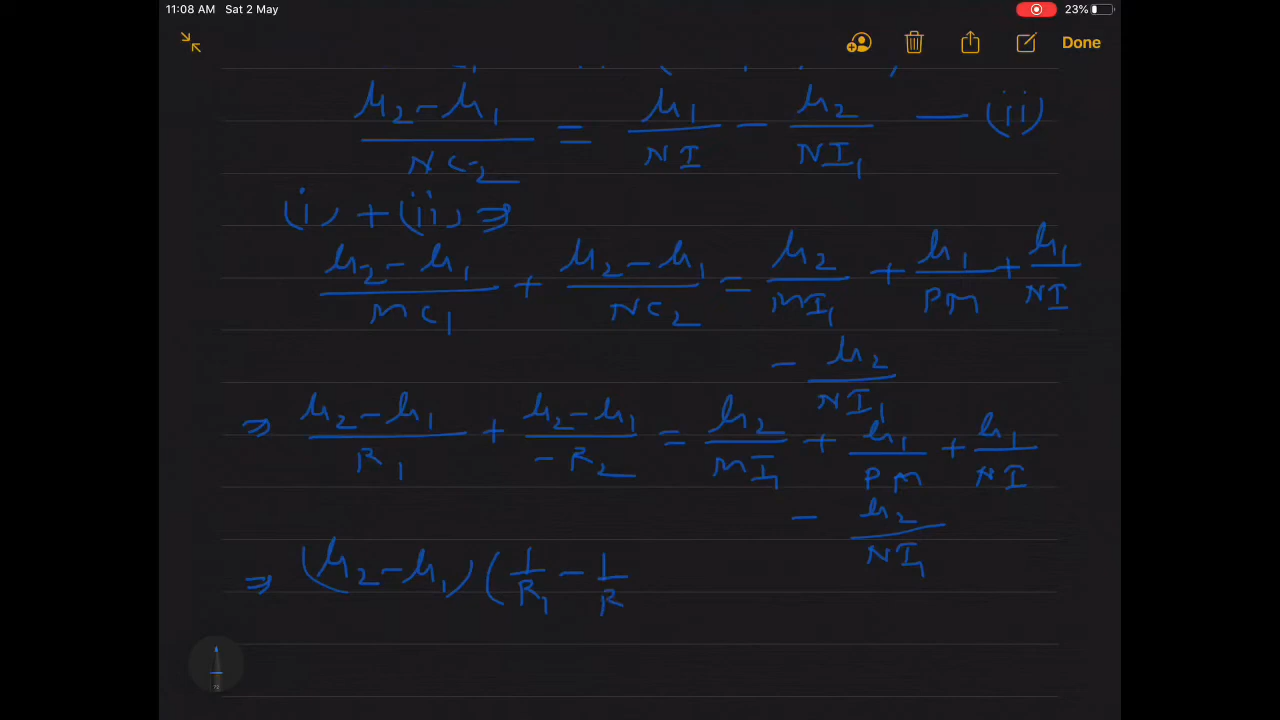 11:08 AM Sat 2 May 23%
Done
(μ₂ - μ₁)/NC₂ = μ₁/NI - μ₂/NI₁ — (ii)
(i) + (ii) ⇒
(μ₂ - μ₁)/MC₁ + (μ₂ - μ₁)/NC₂ = μ₂/MI₁ + μ₁/PM + μ₁/NI
- μ₂/NI₁
⇒ (μ₂ - μ₁)/R₁ + (μ₂ - μ₁)/-R₂ = μ₂/MI₁ + μ₁/PM + μ₁/NI
- μ₂/NI₁
⇒ (μ₂ - μ₁) (1/R₁ - 1/R